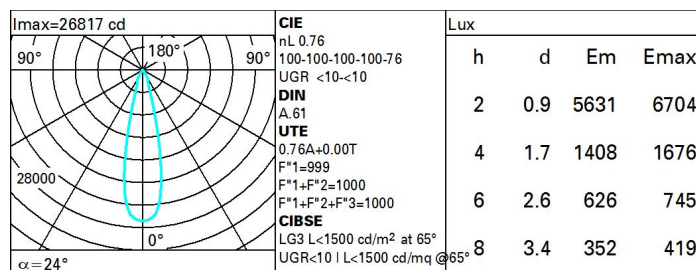 Imax=26817 cd
90°
180°
90°
28000
0°
α=24°
CIE
nL 0.76
100-100-100-100-76
UGR <10-<10
DIN
A.61
UTE
0.76A+0.00T
F"1=999
F"1+F"2=1000
F"1+F"2+F"3=1000
CIBSE
LG3 L<1500 cd/m² at 65°
UGR<10 | L<1500 cd/mq @65°
Lux
h d Em Emax
2 0.9 5631 6704
4 1.7 1408 1676
6 2.6 626 745
8 3.4 352 419